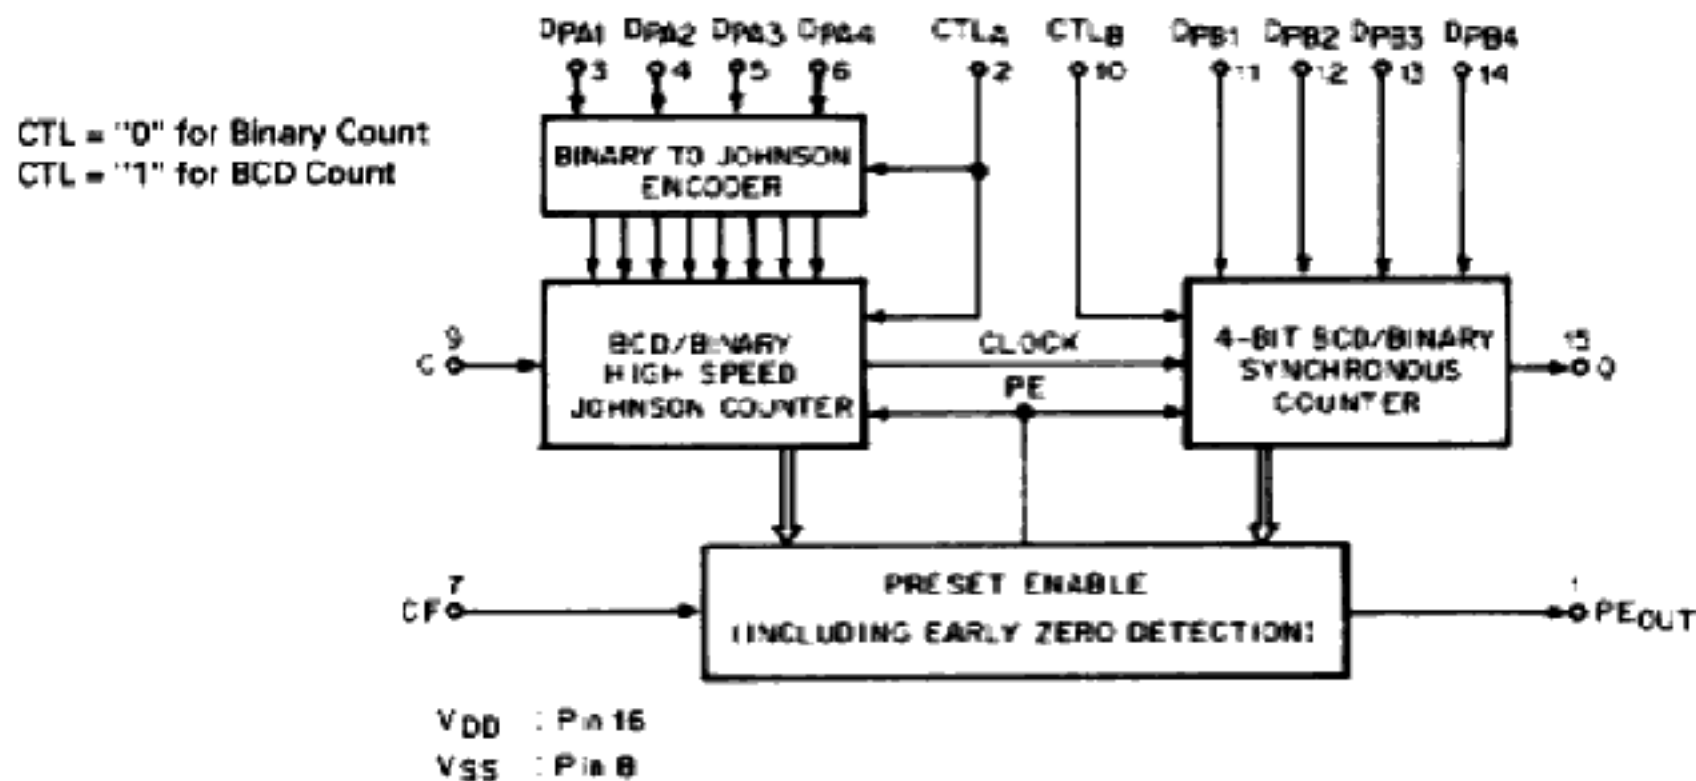 DPA1 DPA2 DPA3 DPA4 CTLA CTLB DPB1 DPB2 DPB3 DPB4
3 4 5 6 2 10 11 12 13 14
CTL = "0" for Binary Count
CTL = "1" for BCD Count
BINARY TO JOHNSON
ENCODER
9
C
BCD/BINARY
HIGH SPEED
JOHNSON COUNTER
CLOCK
PE
4-BIT BCD/BINARY
SYNCHRONOUS
COUNTER
15
Q
7
CF
PRESET ENABLE
(INCLUDING EARLY ZERO DETECTION)
1
PEOUT
VDD : Pin 16
VSS : Pin 8